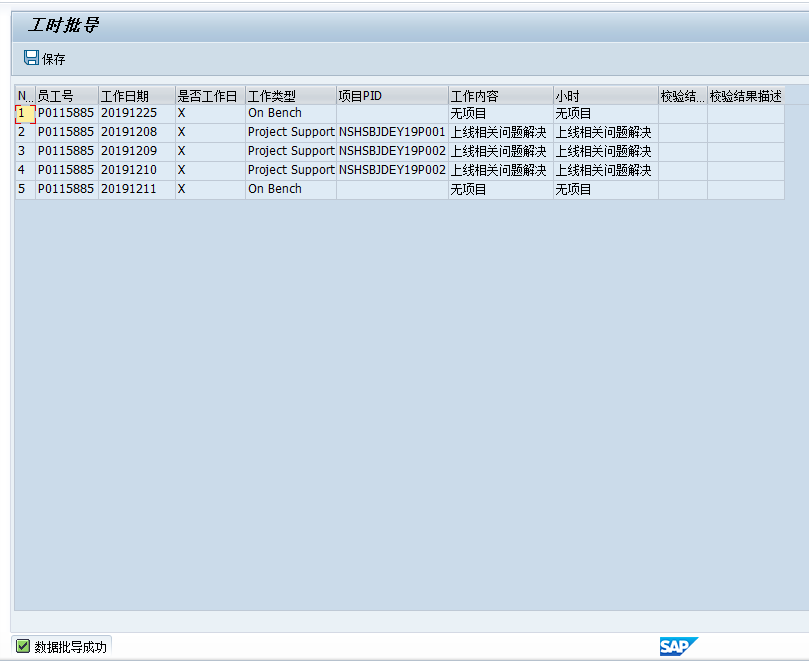 工时批导
保存
N... 员工号 工作日期 是否工作日 工作类型 项目PID 工作内容 小时 校验结... 校验结果描述
1 P0115885 20191225 X On Bench 无项目 无项目
2 P0115885 20191208 X Project Support NSHSBJDEY19P001 上线相关问题解决 上线相关问题解决
3 P0115885 20191209 X Project Support NSHSBJDEY19P002 上线相关问题解决 上线相关问题解决
4 P0115885 20191210 X Project Support NSHSBJDEY19P002 上线相关问题解决 上线相关问题解决
5 P0115885 20191211 X On Bench 无项目 无项目
数据批导成功 SAP